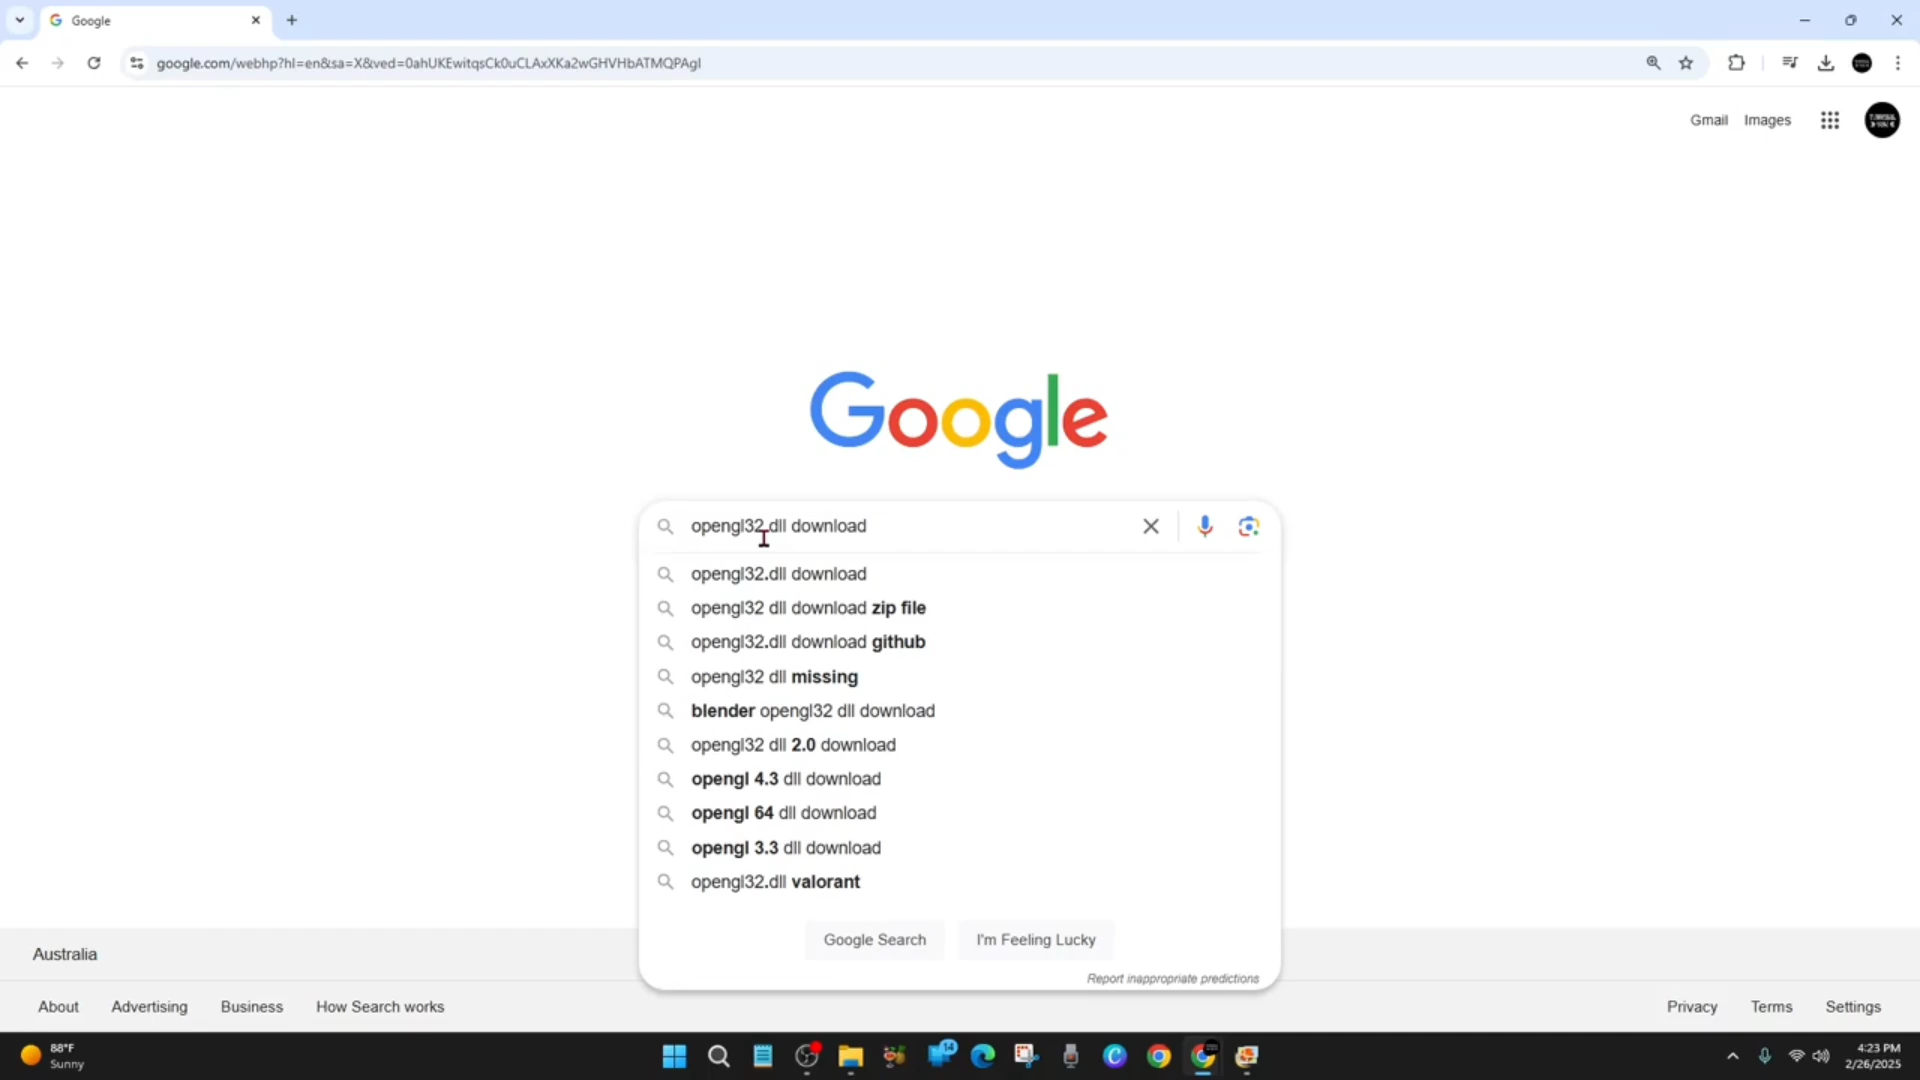 Google
google.com/webhp?hl=en&sa=X&ved=0ahUKEwitqsCk0uCLAxXKa2wGHVHbATMQPAgI
Gmail Images
Google
opengl32.dll download
opengl32.dll download
opengl32 dll download zip file
opengl32.dll download github
opengl32 dll missing
blender opengl32 dll download
opengl32 dll 2.0 download
opengl 4.3 dll download
opengl 64 dll download
opengl 3.3 dll download
opengl32.dll valorant
Google Search I'm Feeling Lucky
Report inappropriate predictions
Australia
About Advertising Business How Search works Privacy Terms Settings
88°F
Sunny
14
4:23 PM
2/26/2025